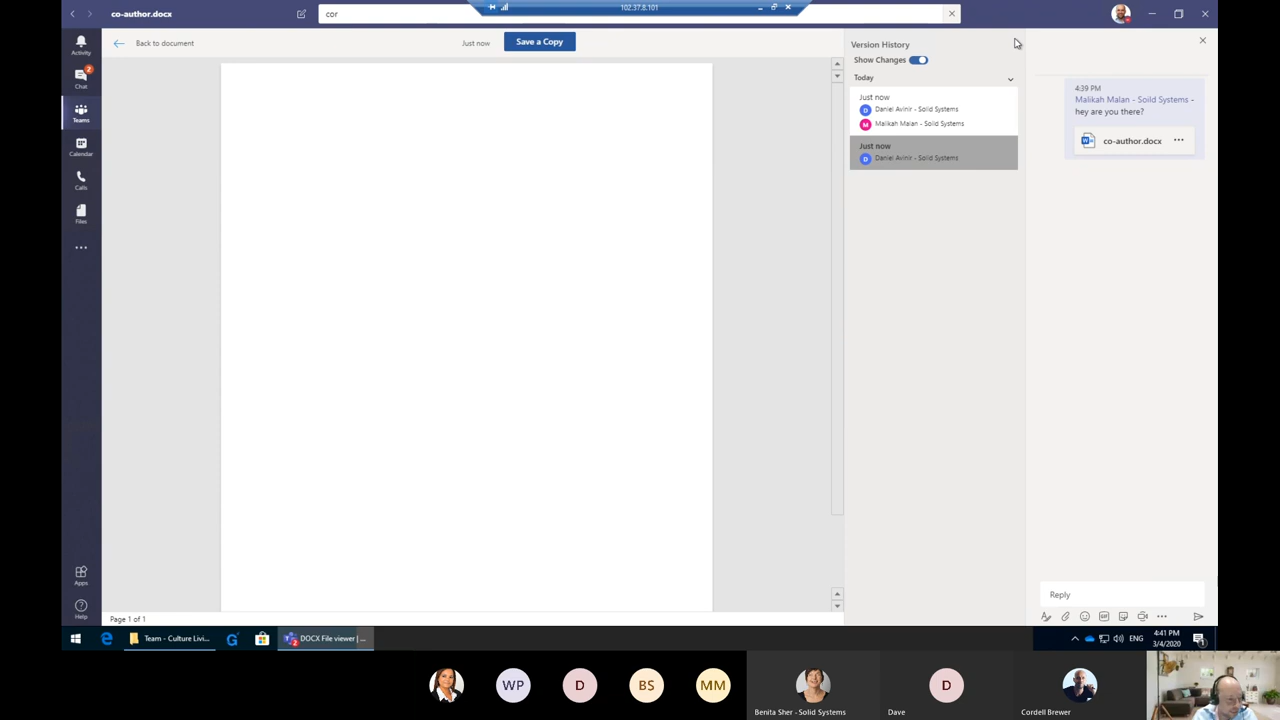 co-author.docx
cor
102.37.8.101
Activity
2
Chat
Teams
Calendar
Calls
Files
Apps
Help
Back to document
Just now
Save a Copy
Version History
Show Changes
Today
Just now
D Daniel Avinir - Solid Systems
M Malikah Malan - Solid Systems
Just now
D Daniel Avinir - Solid Systems
4:39 PM
Malikah Malan - Solid Systems -
hey are you there?
co-author.docx
Reply
GIF
Page 1 of 1
Team - Culture Livi...
DOCX File viewer | ...
ENG
4:41 PM
3/4/2020
1
WP
D
BS
MM
D
Benita Sher - Solid Systems
Dave
Cordell Brewer